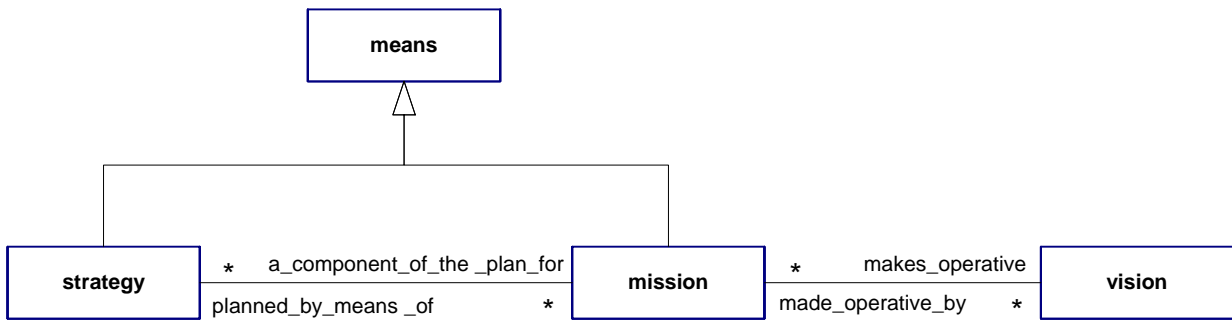 means
strategy
* a_component_of_the _plan_for
planned_by_means _of *
mission
* makes_operative
made_operative_by *
vision